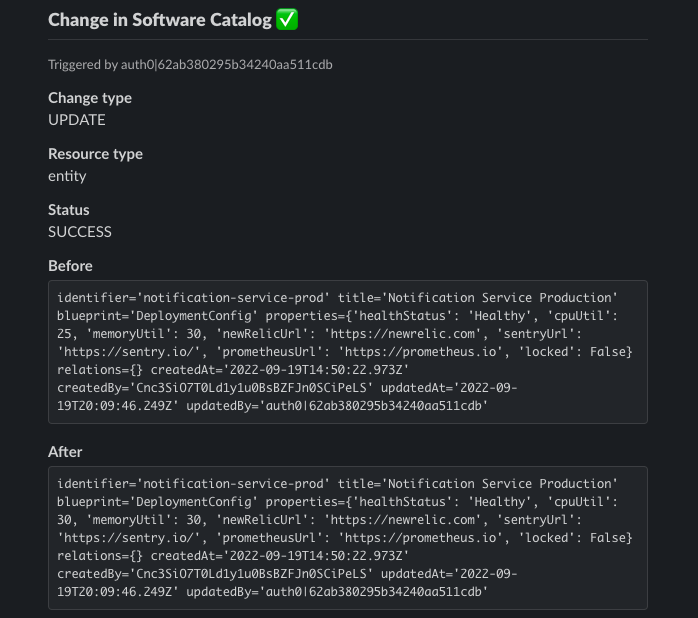 Change in Software Catalog ✅
Triggered by auth0|62ab380295b34240aa511cdb
Change type
UPDATE
Resource type
entity
Status
SUCCESS
Before
identifier='notification-service-prod' title='Notification Service Production'
blueprint='DeploymentConfig' properties={'healthStatus': 'Healthy', 'cpuUtil':
25, 'memoryUtil': 30, 'newRelicUrl': 'https://newrelic.com', 'sentryUrl':
'https://sentry.io/', 'prometheusUrl': 'https://prometheus.io', 'locked': False}
relations={} createdAt='2022-09-19T14:50:22.973Z'
createdBy='Cnc3SiO7T0Ld1y1u0BsBZFJn0SCiPeLS' updatedAt='2022-09-
19T20:09:46.249Z' updatedBy='auth0|62ab380295b34240aa511cdb'
After
identifier='notification-service-prod' title='Notification Service Production'
blueprint='DeploymentConfig' properties={'healthStatus': 'Healthy', 'cpuUtil':
30, 'memoryUtil': 30, 'newRelicUrl': 'https://newrelic.com', 'sentryUrl':
'https://sentry.io/', 'prometheusUrl': 'https://prometheus.io', 'locked': False}
relations={} createdAt='2022-09-19T14:50:22.973Z'
createdBy='Cnc3SiO7T0Ld1y1u0BsBZFJn0SCiPeLS' updatedAt='2022-09-
19T20:09:46.249Z' updatedBy='auth0|62ab380295b34240aa511cdb'